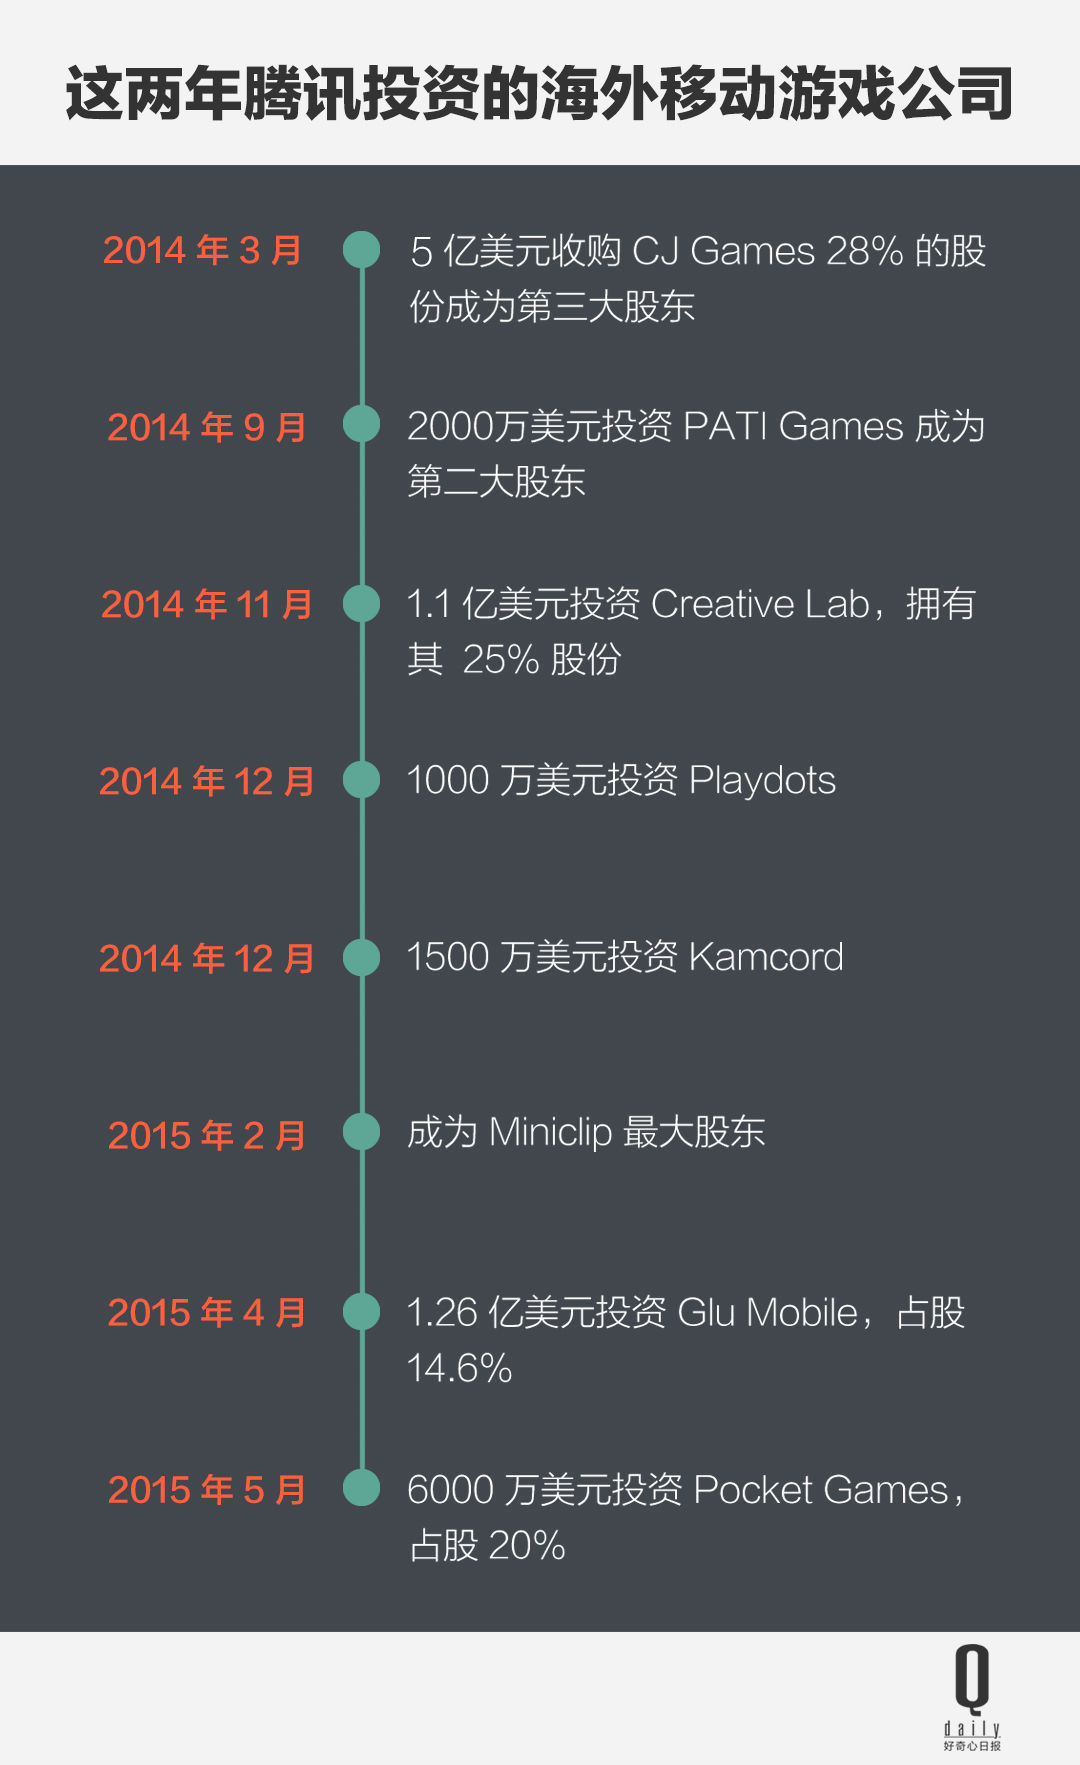 这两年腾讯投资的海外移动游戏公司
2014 年 3 月
5 亿美元收购 CJ Games 28% 的股
份成为第三大股东
2014 年 9 月
2000万美元投资 PATI Games 成为
第二大股东
2014 年 11 月
1.1 亿美元投资 Creative Lab，拥有
其 25% 股份
2014 年 12 月
1000 万美元投资 Playdots
2014 年 12 月
1500 万美元投资 Kamcord
2015 年 2 月
成为 Miniclip 最大股东
2015 年 4 月
1.26 亿美元投资 Glu Mobile，占股
14.6%
2015 年 5 月
6000 万美元投资 Pocket Games，
占股 20%
Q
daily
好奇心日报